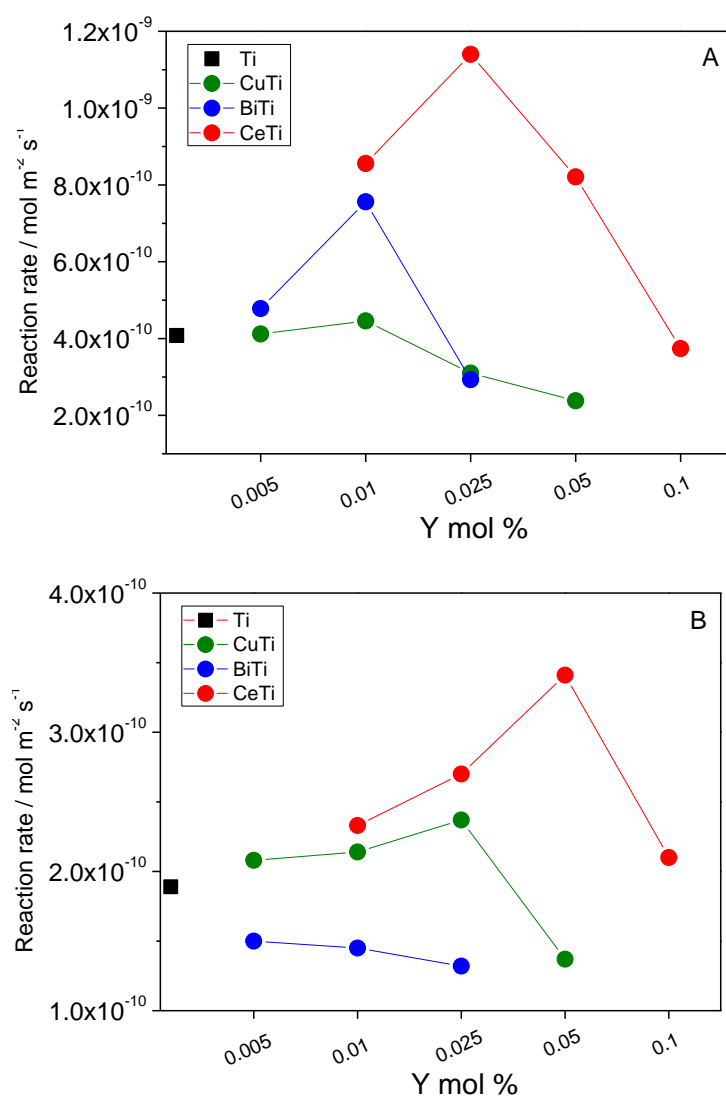 1.2x10⁻⁹
A
Ti
CuTi
1.0x10⁻⁹
BiTi
CeTi
8.0x10⁻¹⁰
6.0x10⁻¹⁰
4.0x10⁻¹⁰
2.0x10⁻¹⁰
Reaction rate / mol m⁻² s⁻¹
0.005
0.01
0.025
0.05
0.1
Y mol %
4.0x10⁻¹⁰
B
Ti
CuTi
BiTi
CeTi
3.0x10⁻¹⁰
2.0x10⁻¹⁰
1.0x10⁻¹⁰
Reaction rate / mol m⁻² s⁻¹
0.005
0.01
0.025
0.05
0.1
Y mol %